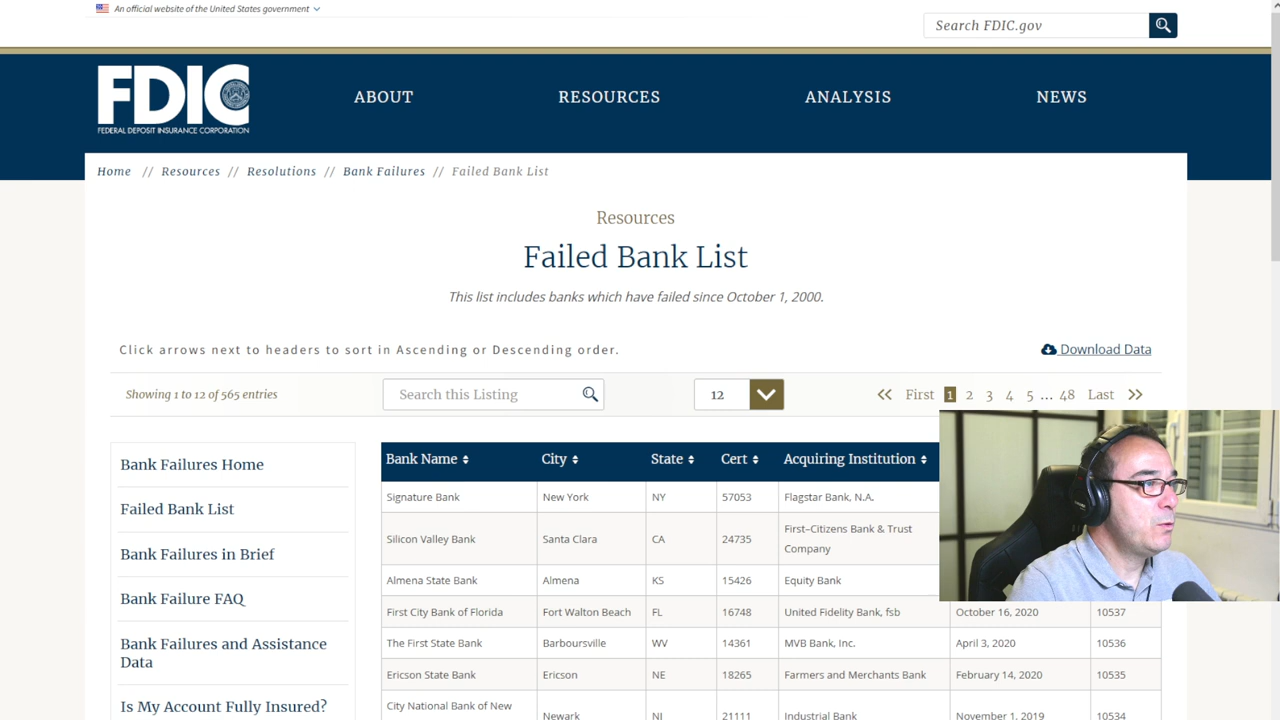 An official website of the United States government
Search FDIC.gov
FDIC
FEDERAL DEPOSIT INSURANCE CORPORATION
ABOUT RESOURCES ANALYSIS NEWS
Home // Resources // Resolutions // Bank Failures // Failed Bank List
Resources
Failed Bank List
This list includes banks which have failed since October 1, 2000.
Click arrows next to headers to sort in Ascending or Descending order.
Download Data
Showing 1 to 12 of 565 entries
Search this Listing
12
First 1 2 3 4 5 ... 48 Last
Bank Failures Home
Failed Bank List
Bank Failures in Brief
Bank Failure FAQ
Bank Failures and Assistance
Data
Is My Account Fully Insured?
Bank Name City State Cert Acquiring Institution
Signature Bank New York NY 57053 Flagstar Bank, N.A.
Silicon Valley Bank Santa Clara CA 24735 First–Citizens Bank & Trust
Company
Almena State Bank Almena KS 15426 Equity Bank
First City Bank of Florida Fort Walton Beach FL 16748 United Fidelity Bank, fsb October 16, 2020 10537
The First State Bank Barboursville WV 14361 MVB Bank, Inc. April 3, 2020 10536
Ericson State Bank Ericson NE 18265 Farmers and Merchants Bank February 14, 2020 10535
City National Bank of New
Newark NJ 21111 Industrial Bank November 1, 2019 10534